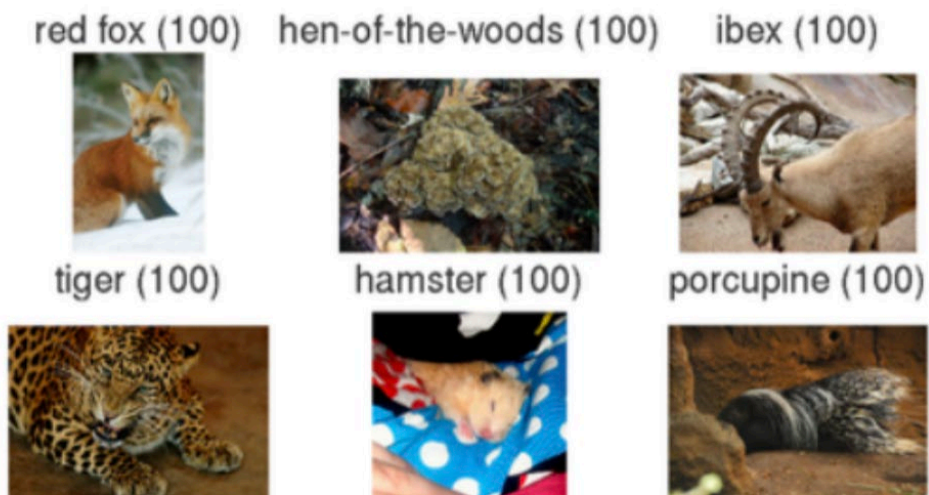 red fox (100) hen-of-the-woods (100) ibex (100)
tiger (100) hamster (100) porcupine (100)